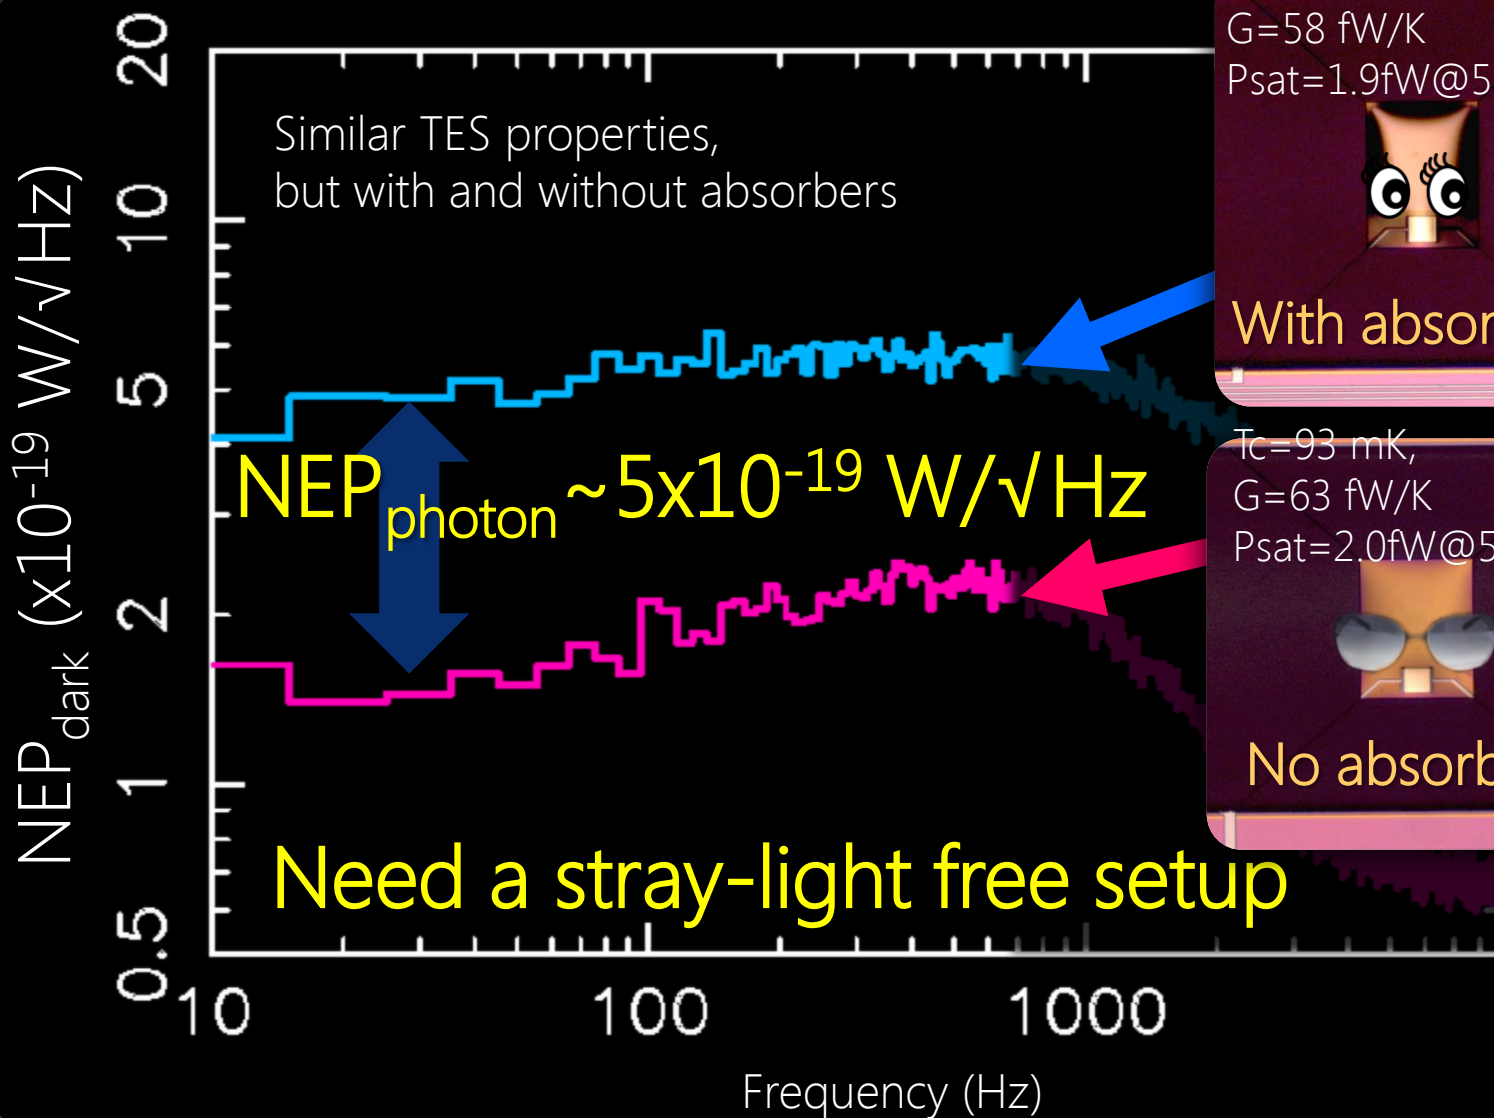 G=58 fW/K
Psat=1.9fW@5
Similar TES properties,
but with and without absorbers
With absor
NEPdark (x10-19 W/√Hz)
20
10
5
2
1
0.5
NEPphoton ~5x10-19 W/√Hz
Tc=93 mK,
G=63 fW/K
Psat=2.0fW@5
No absorb
Need a stray-light free setup
10
100
1000
Frequency (Hz)